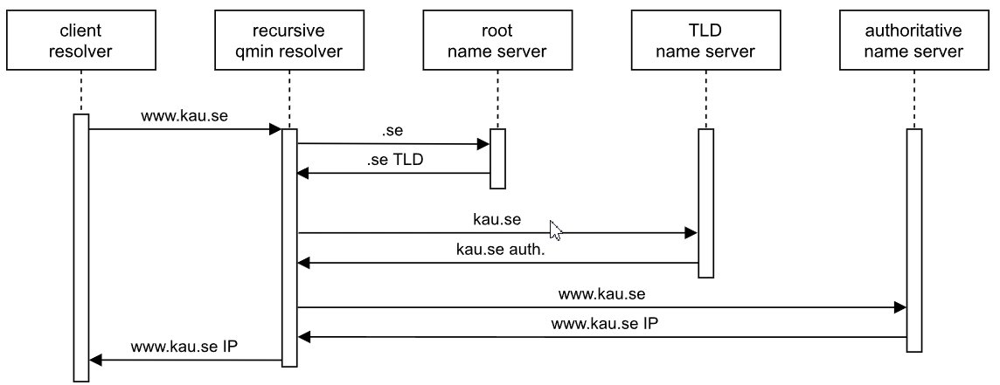 client
resolver
recursive
qmin resolver
root
name server
TLD
name server
authoritative
name server
www.kau.se
.se
.se TLD
kau.se
kau.se auth.
www.kau.se
www.kau.se IP
www.kau.se IP